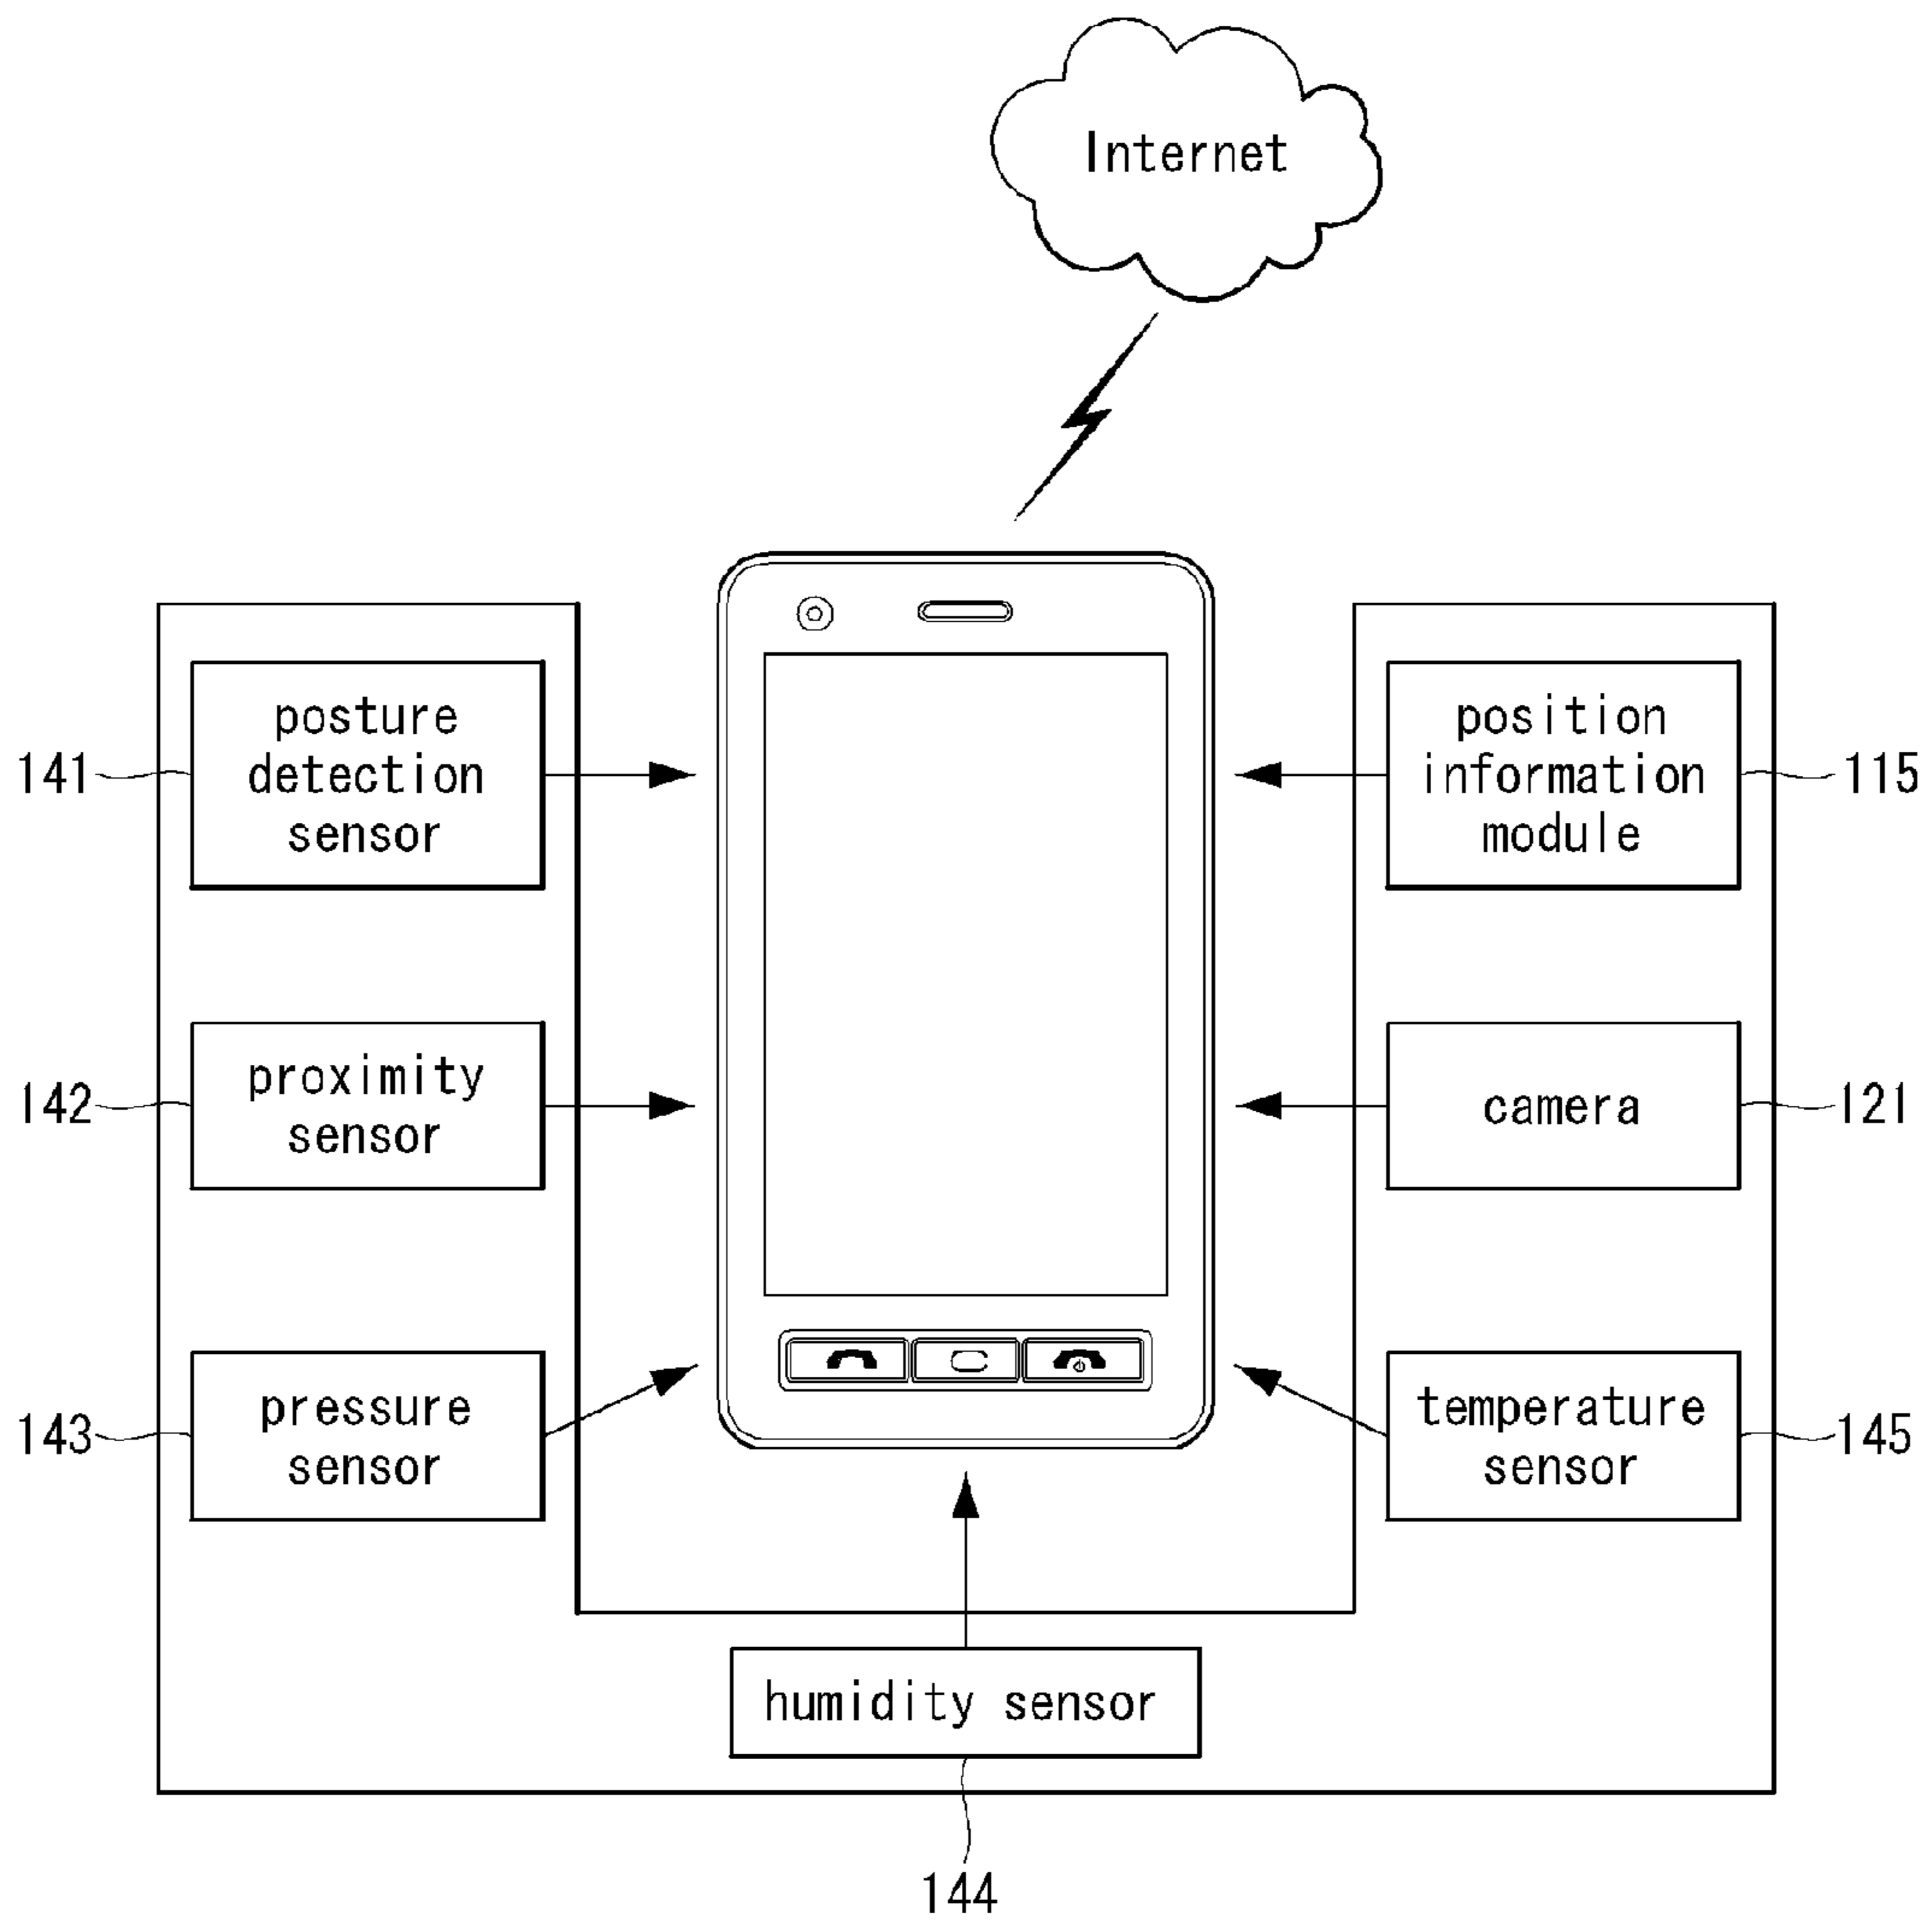 Internet
posture
detection
sensor
141
position
information
module
115
proximity
sensor
142
camera
121
pressure
sensor
143
temperature
sensor
145
humidity sensor
144